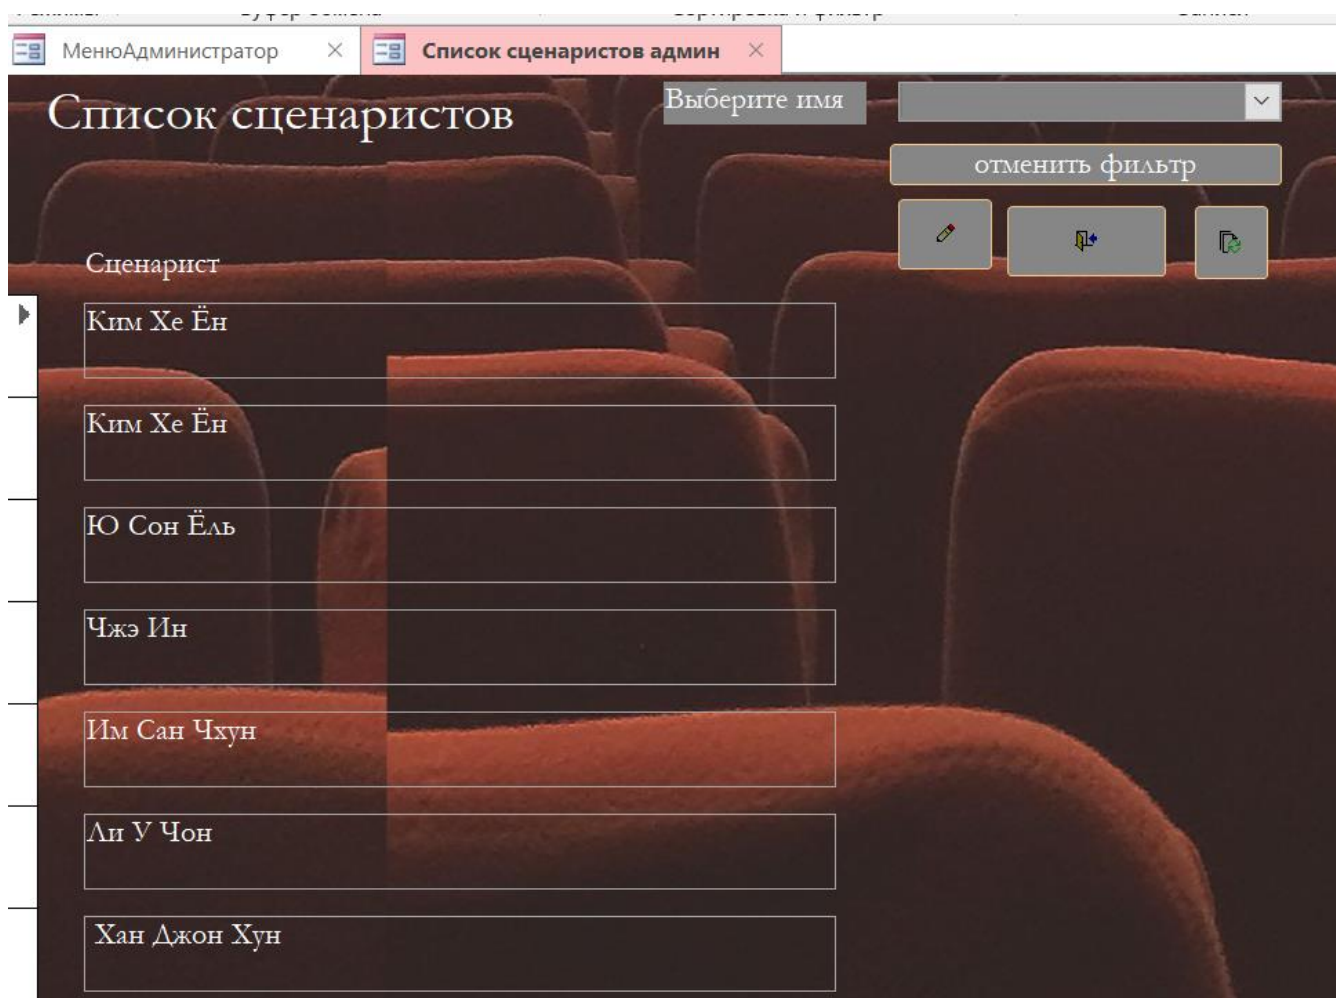 МенюАдминистратор
Список сценаристов админ
Список сценаристов
Выберите имя
отменить фильтр
Сценарист
Ким Хе Ён
Ким Хе Ён
Ю Сон Ёль
Чжэ Ин
Им Сан Чхун
Ли У Чон
Хан Джон Хун